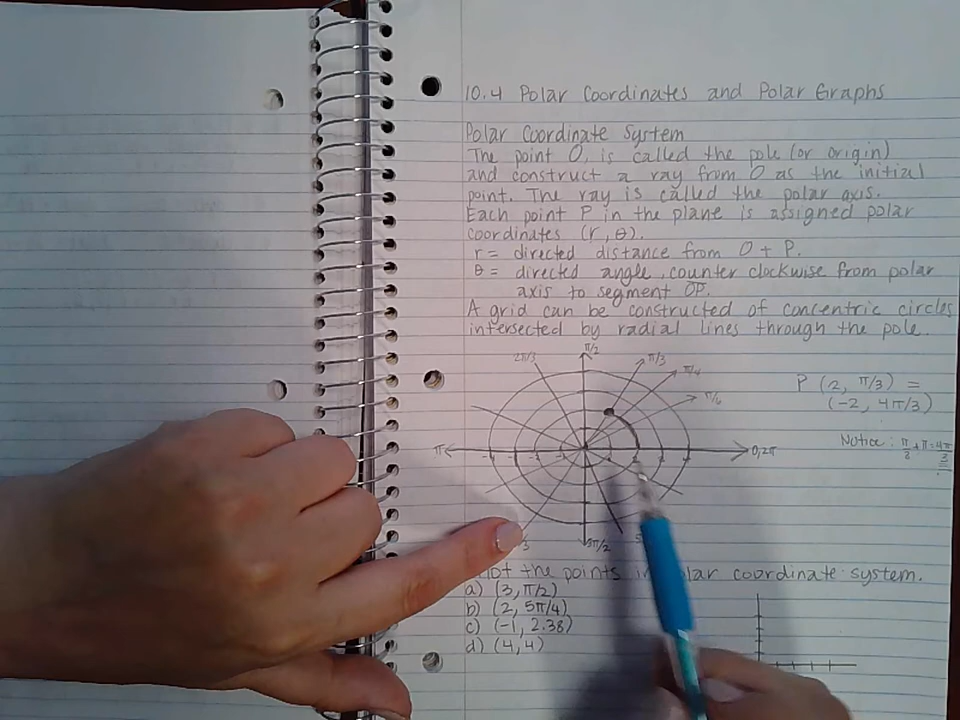 10.4 Polar Coordinates and Polar Graphs
Polar Coordinate System
The point O, is called the pole (or origin)
and construct a ray from O as the initial
point. The ray is called the polar axis.
Each point P in the plane is assigned polar
coordinates (r, θ).
r = directed distance from O + P.
θ = directed angle, counter clockwise from polar
axis to segment OP.
A grid can be constructed of concentric circles
intersected by radial lines through the pole.
π/2
2π/3
π/3
π/4
π/6
π
0, 2π
3π/2
P (2, π/3) =
(-2, 4π/3)
Notice:
the points in polar coordinate system.
a) (3, π/2)
b) (2, 5π/4)
c) (-1, 2.38)
d) (4, 4)